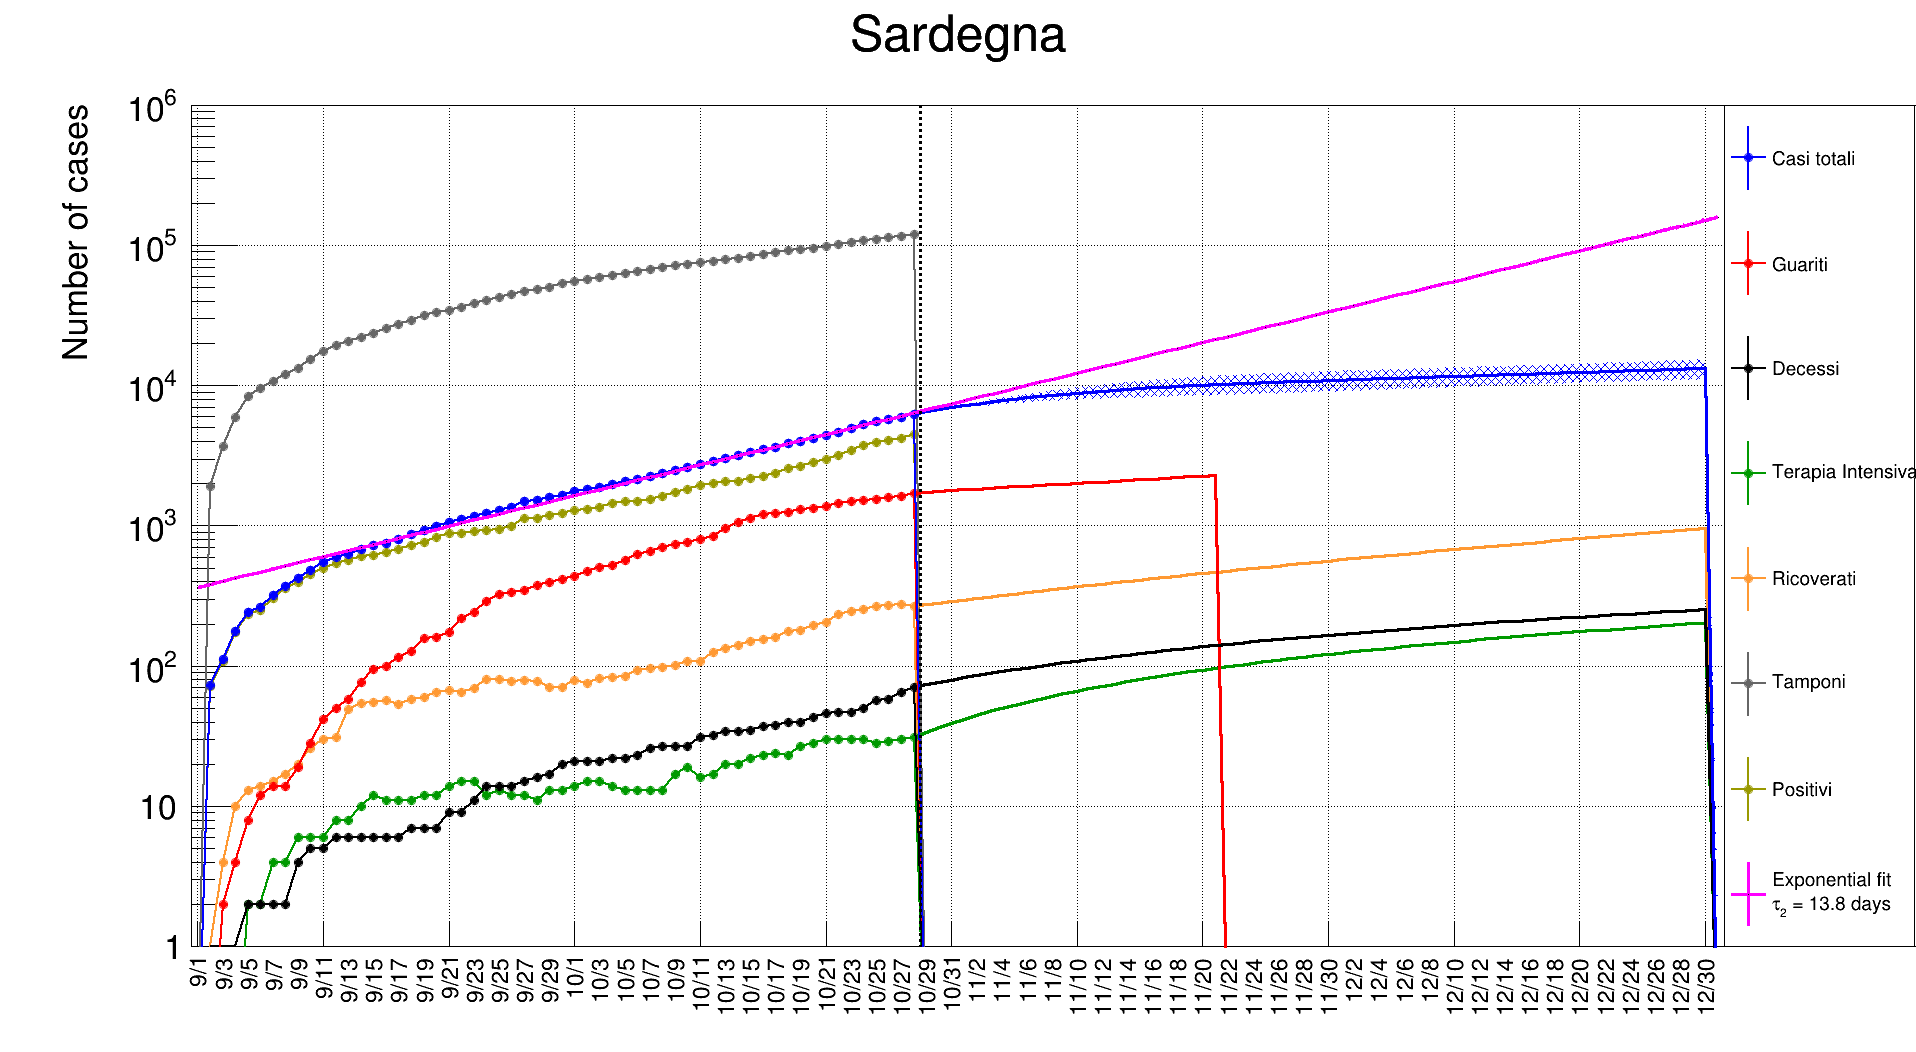 Sardegna
Number of cases
10^6
10^5
10^4
10^3
10^2
10
1
9/1 9/3 9/5 9/7 9/9 9/11 9/13 9/15 9/17 9/19 9/21 9/23 9/25 9/27 9/29 10/1 10/3 10/5 10/7 10/9 10/11 10/13 10/15 10/17 10/19 10/21 10/23 10/25 10/27 10/29 10/31 11/2 11/4 11/6 11/8 11/10 11/12 11/14 11/16 11/18 11/20 11/22 11/24 11/26 11/28 11/30 12/2 12/4 12/6 12/8 12/10 12/12 12/14 12/16 12/18 12/20 12/22 12/24 12/26 12/28 12/30
Casi totali
Guariti
Decessi
Terapia Intensiva
Ricoverati
Tamponi
Positivi
Exponential fit
τ_2 = 13.8 days